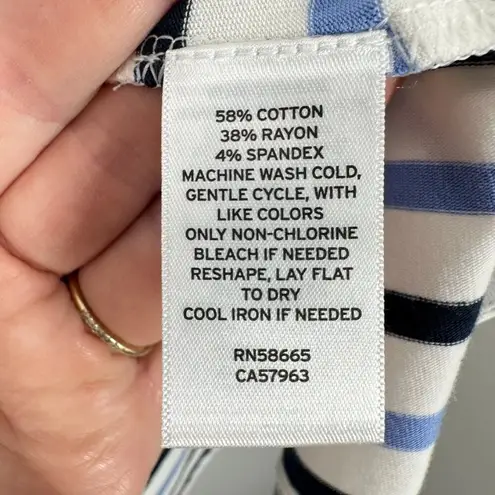 58% COTTON
38% RAYON
4% SPANDEX
MACHINE WASH COLD,
GENTLE CYCLE, WITH
LIKE COLORS
ONLY NON-CHLORINE
BLEACH IF NEEDED
RESHAPE, LAY FLAT
TO DRY
COOL IRON IF NEEDED
RN58665
CA57963